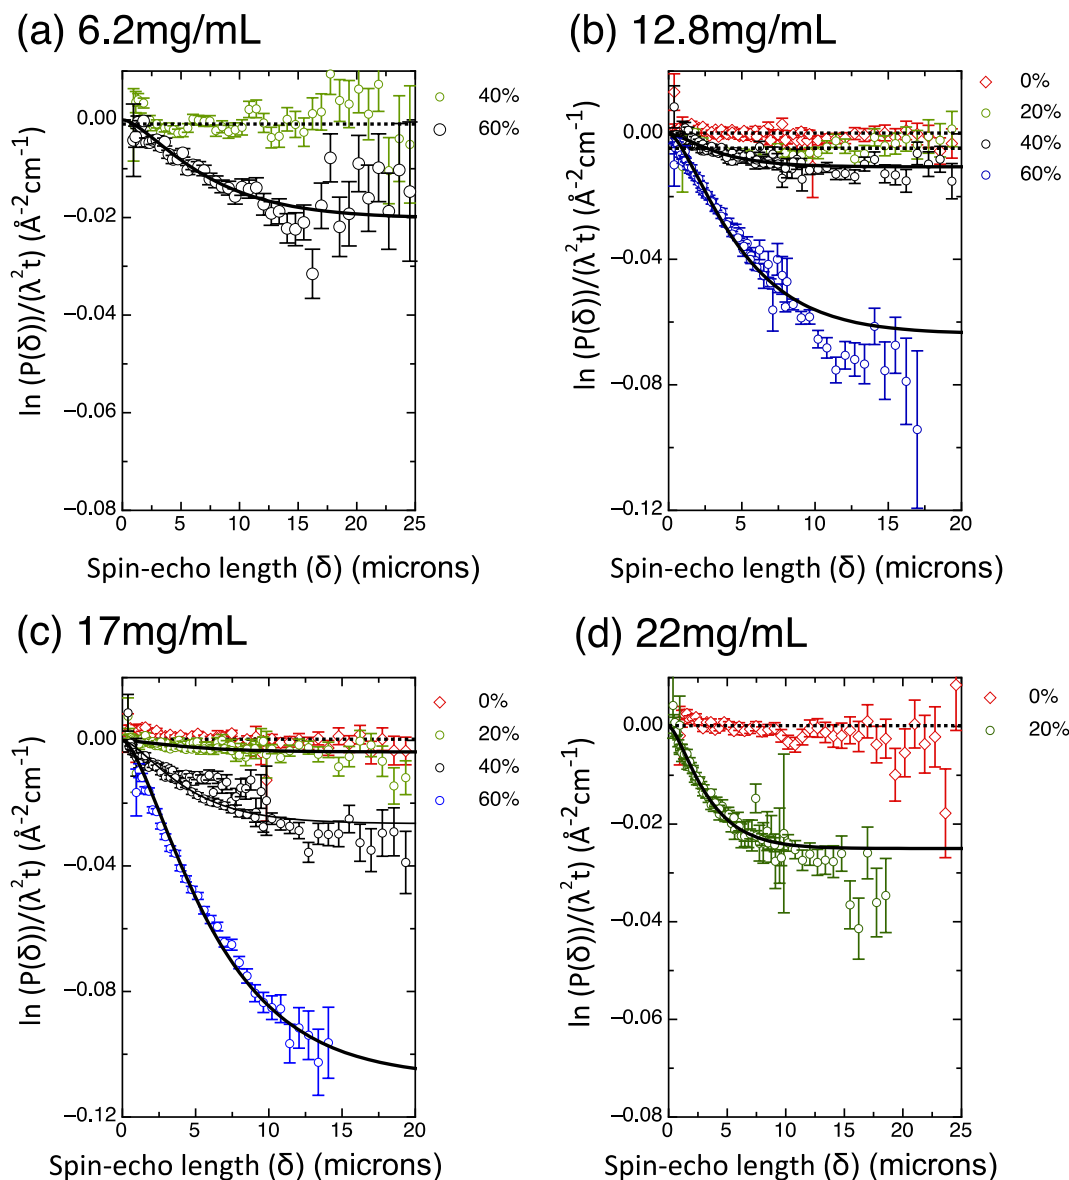 (a) 6.2mg/mL
ln (P(δ))/(λ²t) (Å⁻²cm⁻¹)
0.00
−0.02
−0.04
−0.06
−0.08
0 5 10 15 20 25
Spin-echo length (δ) (microns)
40%
60%
(b) 12.8mg/mL
ln (P(δ))/(λ²t) (Å⁻²cm⁻¹)
0.00
−0.04
−0.08
−0.12
0 5 10 15 20
Spin-echo length (δ) (microns)
0%
20%
40%
60%
(c) 17mg/mL
ln (P(δ))/(λ²t) (Å⁻²cm⁻¹)
0.00
−0.04
−0.08
−0.12
0 5 10 15 20
Spin-echo length (δ) (microns)
0%
20%
40%
60%
(d) 22mg/mL
ln (P(δ))/(λ²t) (Å⁻²cm⁻¹)
0.00
−0.02
−0.04
−0.06
−0.08
0 5 10 15 20 25
Spin-echo length (δ) (microns)
0%
20%